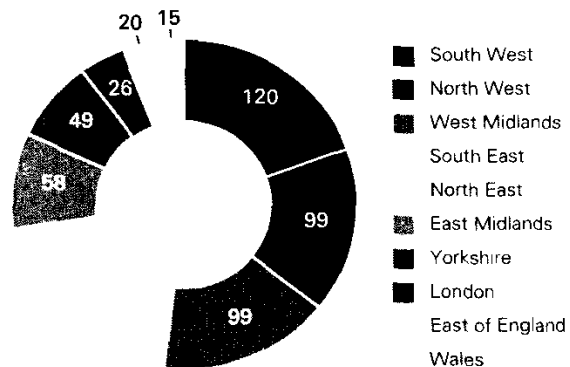 20 15
120
26
49
58
99
99
South West
North West
West Midlands
South East
North East
East Midlands
Yorkshire
London
East of England
Wales